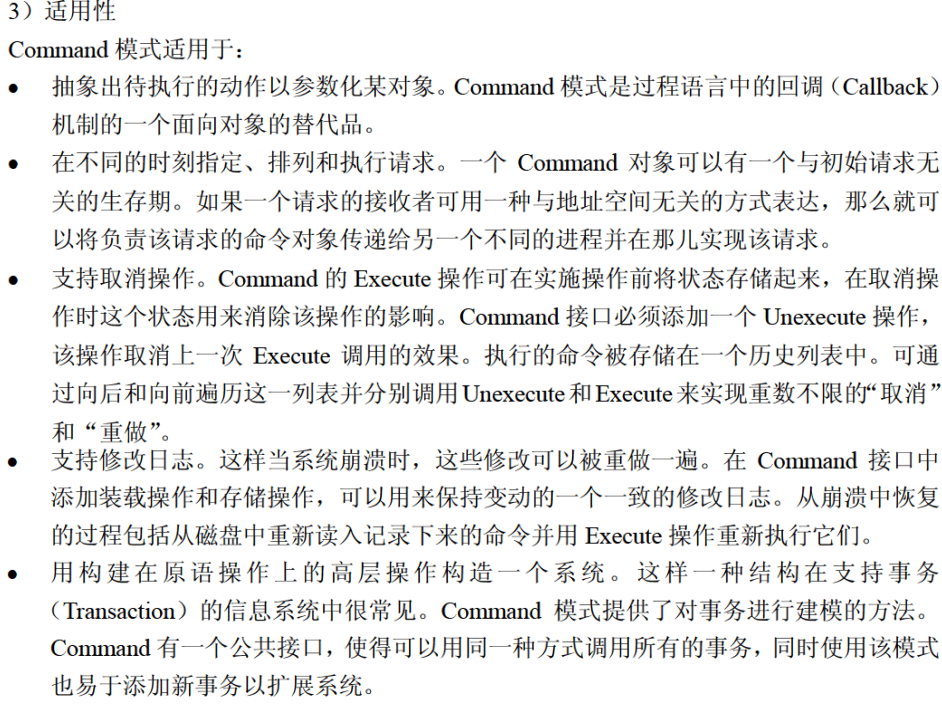 3）适用性
Command 模式适用于：
● 抽象出待执行的动作以参数化某对象。Command 模式是过程语言中的回调（Callback）
机制的一个面向对象的替代品。
● 在不同的时刻指定、排列和执行请求。一个 Command 对象可以有一个与初始请求无
关的生存期。如果一个请求的接收者可用一种与地址空间无关的方式表达，那么就可
以将负责该请求的命令对象传递给另一个不同的进程并在那儿实现该请求。
● 支持取消操作。Command 的 Execute 操作可在实施操作前将状态存储起来，在取消操
作时这个状态用来消除该操作的影响。Command 接口必须添加一个 Unexecute 操作，
该操作取消上一次 Execute 调用的效果。执行的命令被存储在一个历史列表中。可通
过向后和向前遍历这一列表并分别调用 Unexecute 和 Execute 来实现重数不限的“取消”
和“重做”。
● 支持修改日志。这样当系统崩溃时，这些修改可以被重做一遍。在 Command 接口中
添加装载操作和存储操作，可以用来保持变动的一个一致的修改日志。从崩溃中恢复
的过程包括从磁盘中重新读入记录下来的命令并用 Execute 操作重新执行它们。
● 用构建在原语操作上的高层操作构造一个系统。这样一种结构在支持事务
（Transaction）的信息系统中很常见。Command 模式提供了对事务进行建模的方法。
Command 有一个公共接口，使得可以用同一种方式调用所有的事务，同时使用该模式
也易于添加新事务以扩展系统。